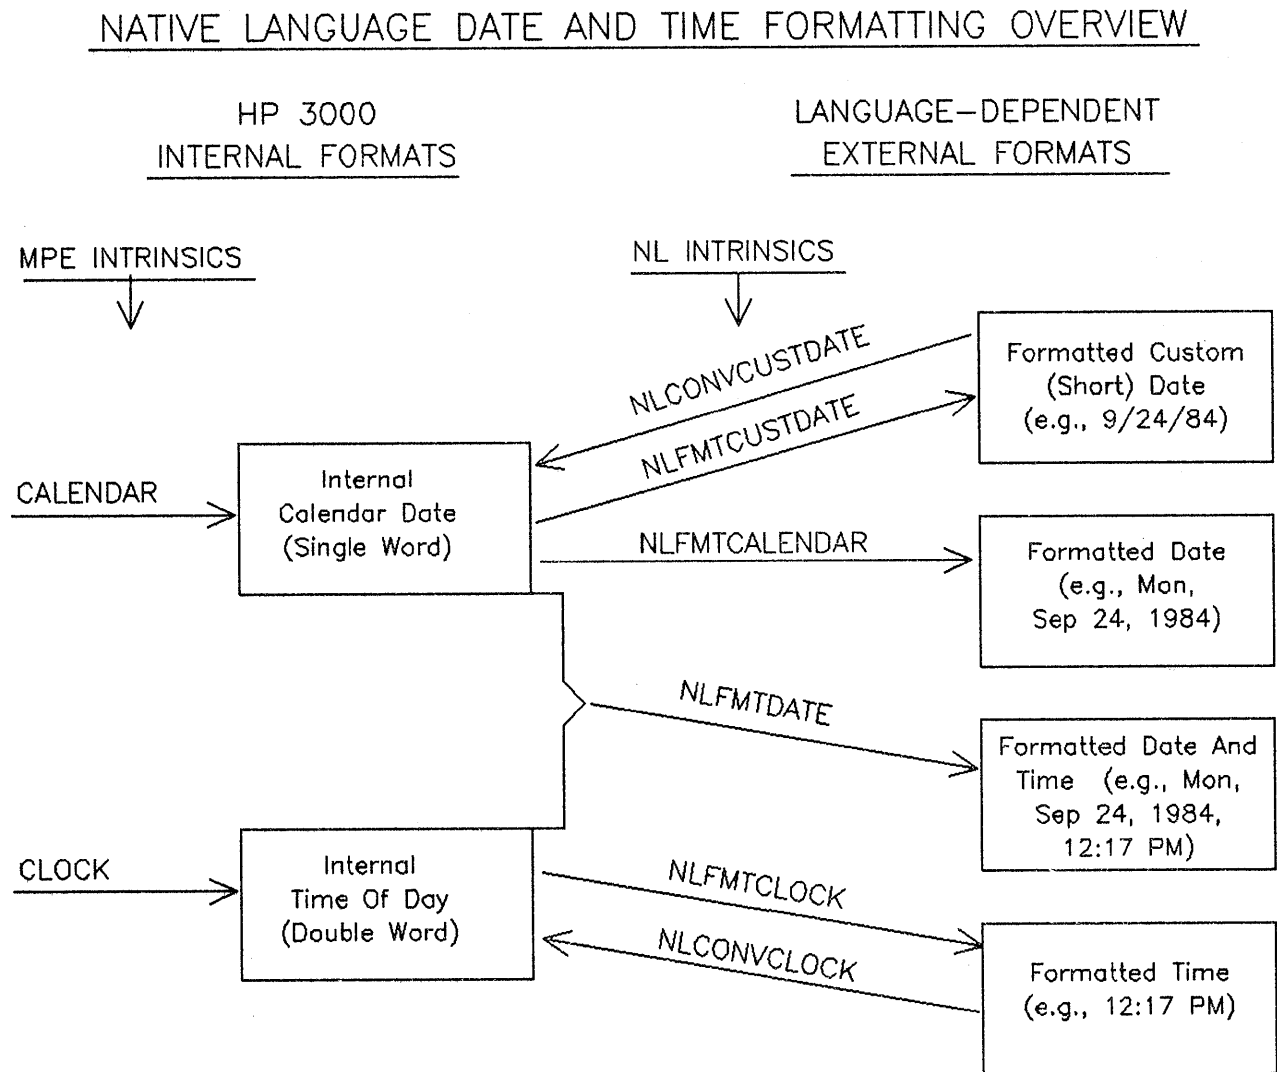 NATIVE LANGUAGE DATE AND TIME FORMATTING OVERVIEW
HP 3000
INTERNAL FORMATS
LANGUAGE-DEPENDENT
EXTERNAL FORMATS
MPE INTRINSICS
NL INTRINSICS
NLCONVCUSTDATE
NLFMTCUSTDATE
Formatted Custom
(Short) Date
(e.g., 9/24/84)
CALENDAR
Internal
Calendar Date
(Single Word)
NLFMTCALENDAR
Formatted Date
(e.g., Mon,
Sep 24, 1984)
NLFMTDATE
Formatted Date And
Time (e.g., Mon,
Sep 24, 1984,
12:17 PM)
CLOCK
Internal
Time Of Day
(Double Word)
NLFMTCLOCK
NLCONVCLOCK
Formatted Time
(e.g., 12:17 PM)